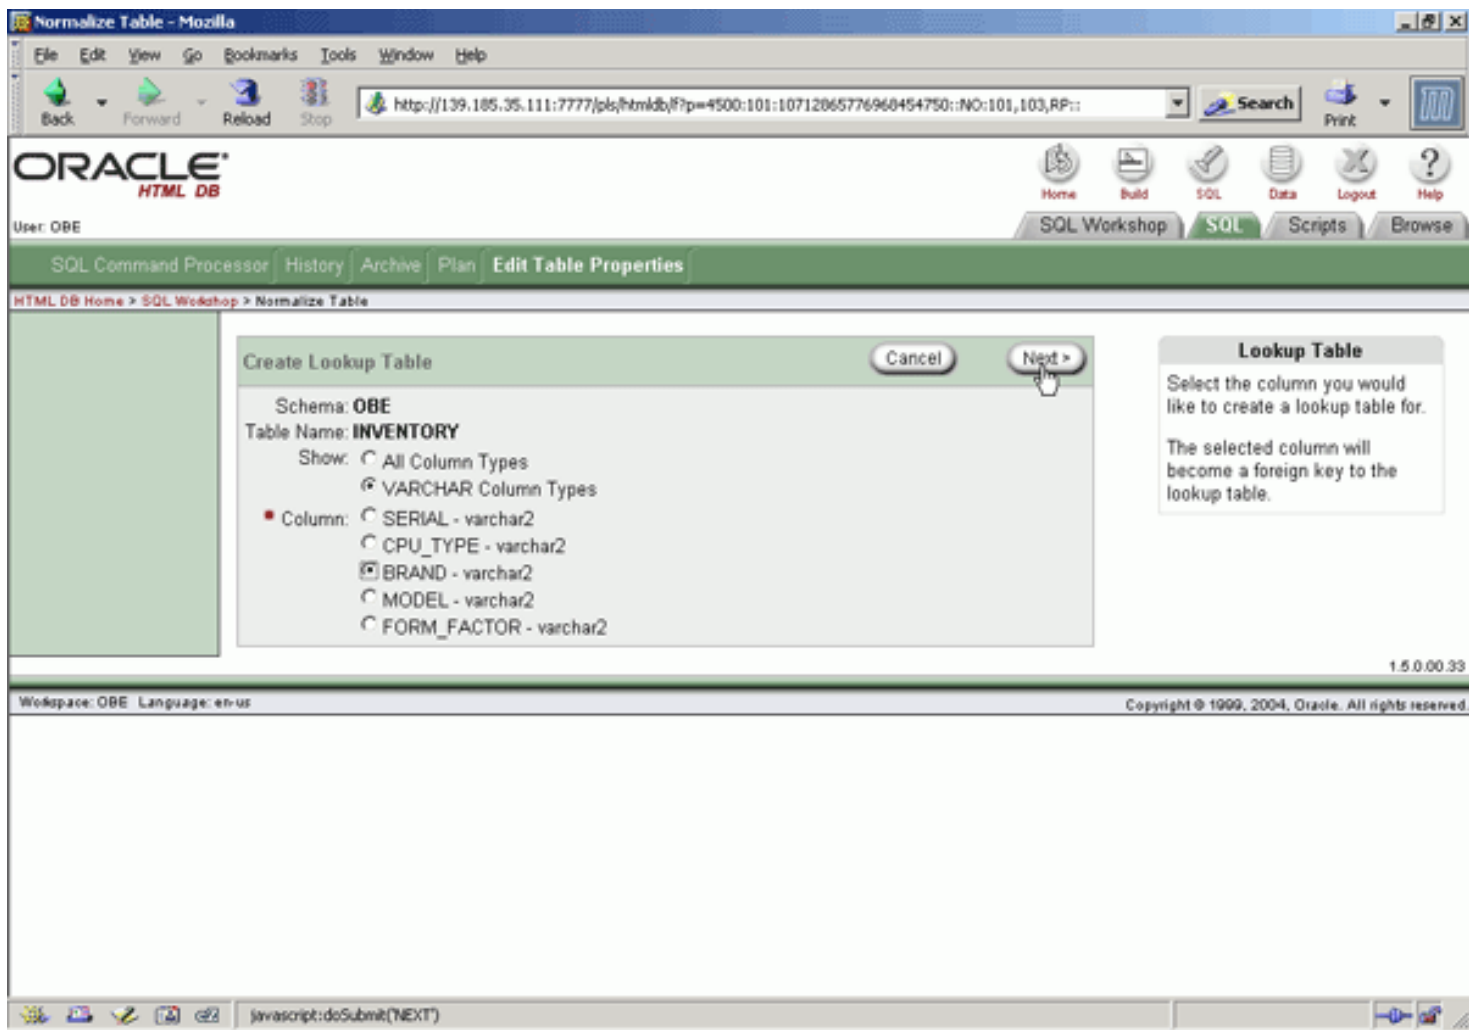 Normalize Table - Mozilla
File Edit View Go Bookmarks Tools Window Help
Back Forward Reload Stop http://139.185.35.111:7777/pls/htmldb/f?p=4500:101:10712865776968454750::NO:101,103,RP:: Search Print
ORACLE
HTML DB
Home Build SQL Data Logout Help
User: OBE
SQL Workshop SQL Scripts Browse
SQL Command Processor History Archive Plan Edit Table Properties
HTML DB Home > SQL Workshop > Normalize Table
Create Lookup Table Cancel Next >
Schema: OBE
Table Name: INVENTORY
Show: All Column Types
VARCHAR Column Types
Column: SERIAL - varchar2
CPU_TYPE - varchar2
BRAND - varchar2
MODEL - varchar2
FORM_FACTOR - varchar2
Lookup Table
Select the column you would
like to create a lookup table for.
The selected column will
become a foreign key to the
lookup table.
1.5.0.00.33
Workspace: OBE Language: en-us
Copyright © 1999, 2004, Oracle. All rights reserved.
javascript:doSubmit('NEXT')